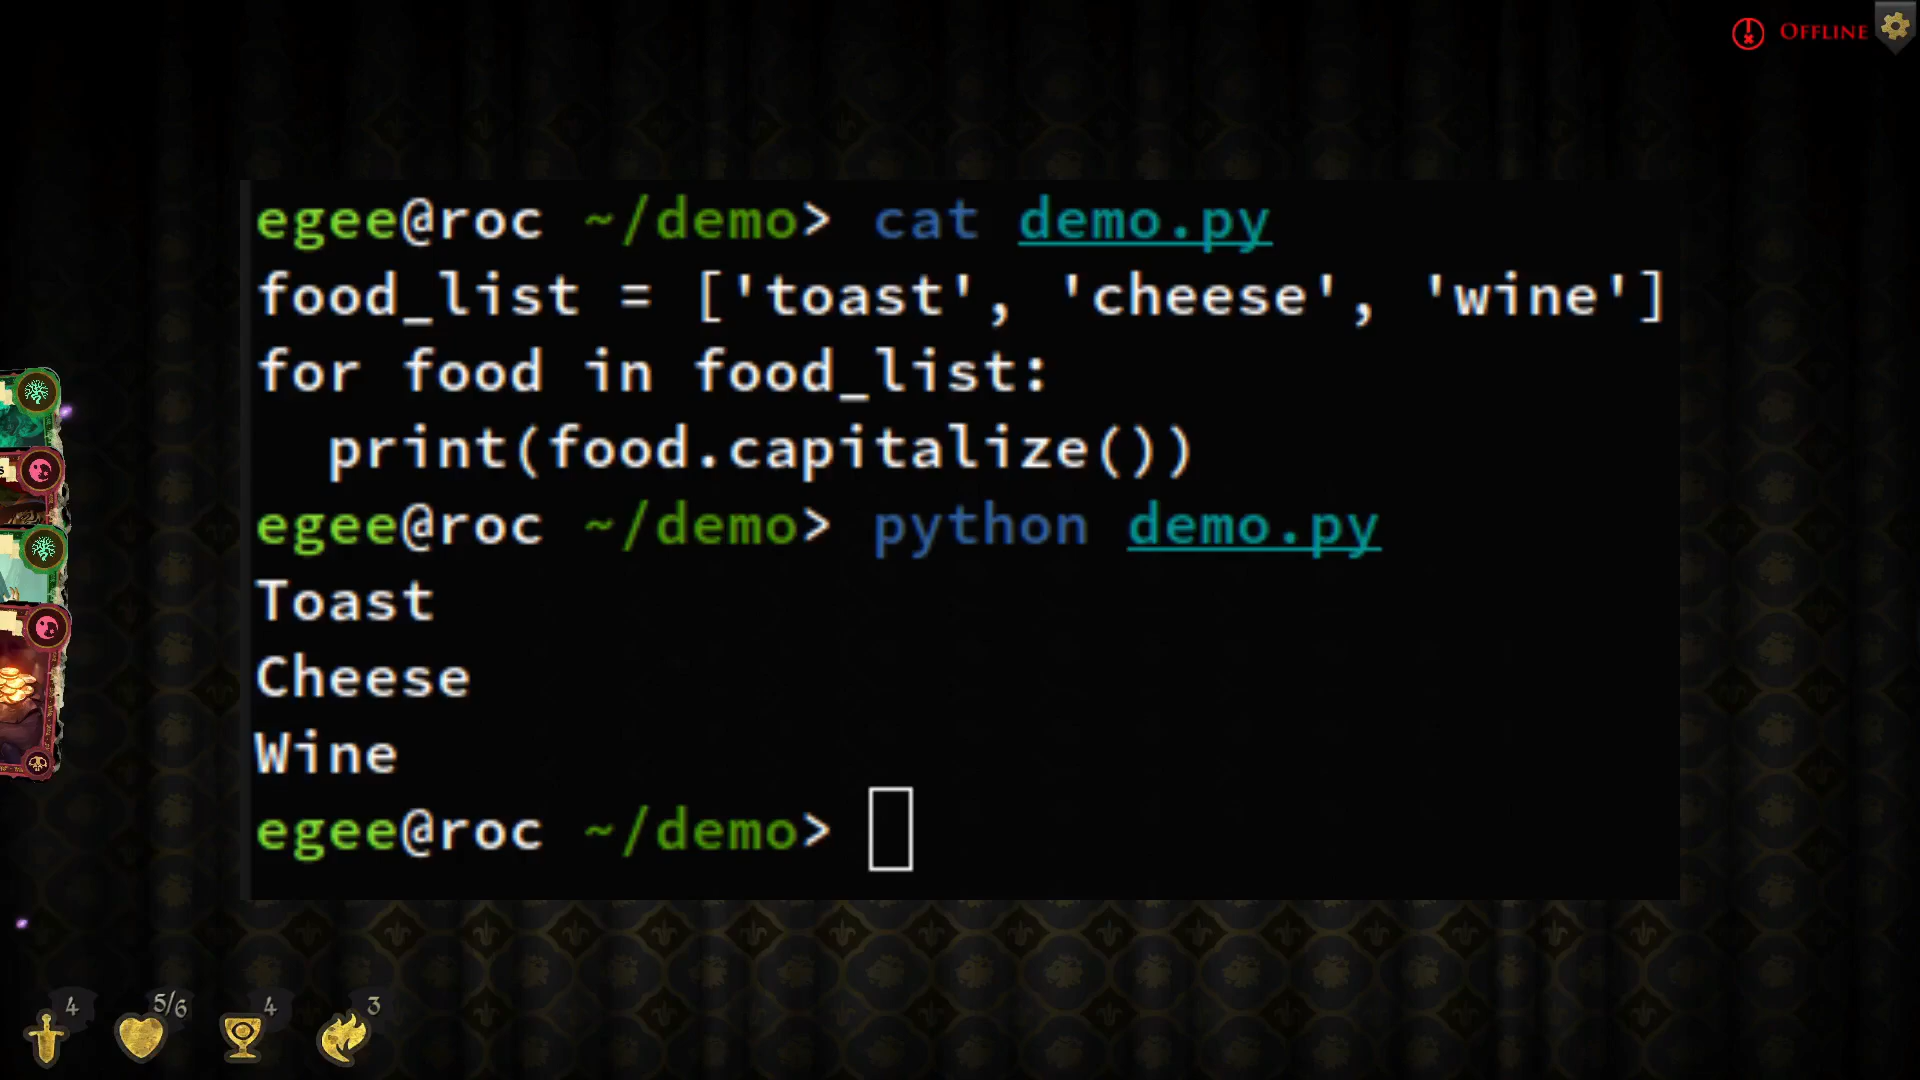 OFFLINE
egee@roc ~/demo> cat demo.py
food_list = ['toast', 'cheese', 'wine']
for food in food_list:
  print(food.capitalize())
egee@roc ~/demo> python demo.py
Toast
Cheese
Wine
egee@roc ~/demo>
4 5/6 4 3